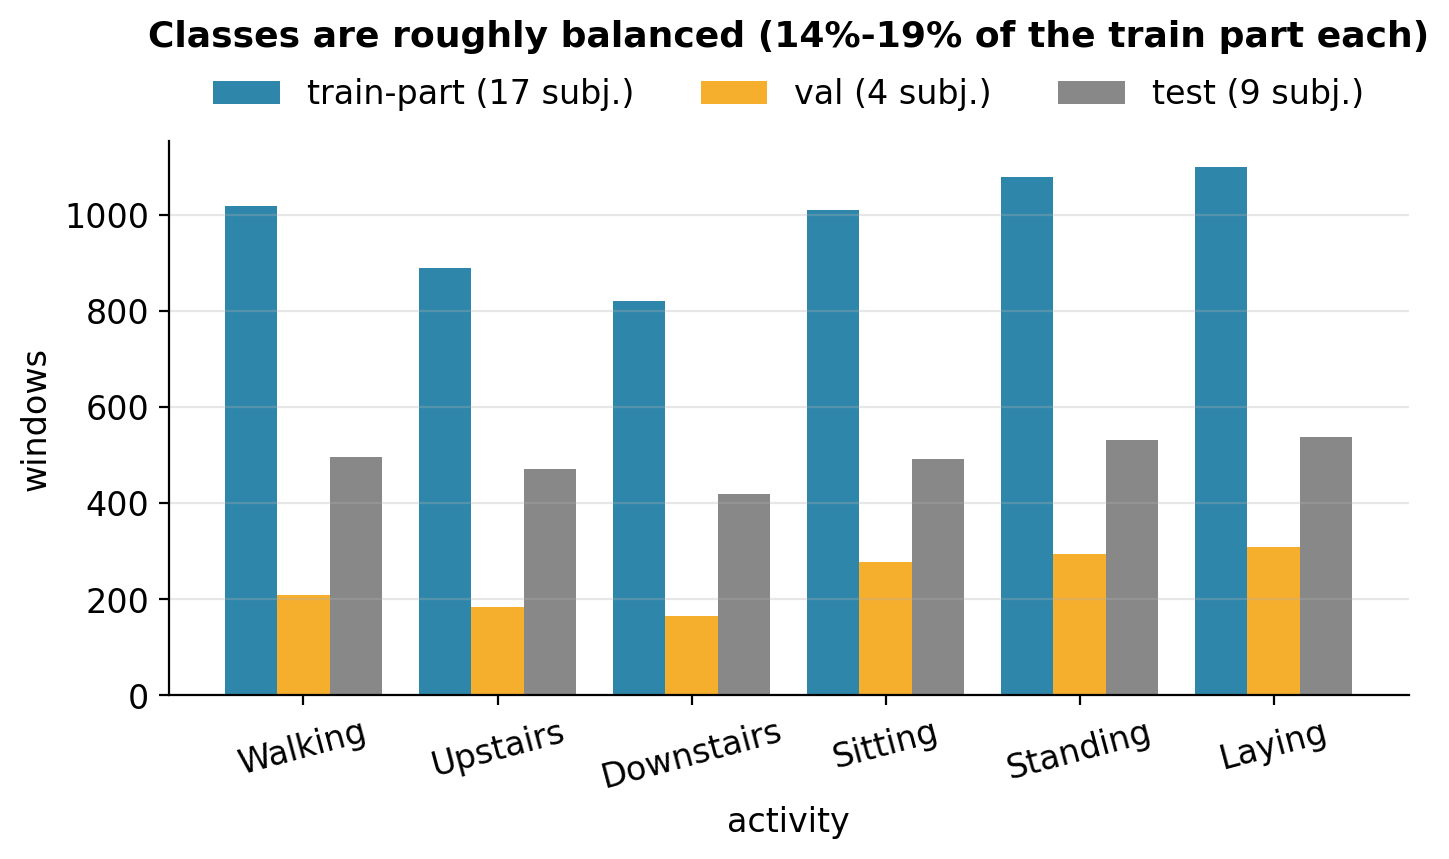 Classes are roughly balanced (14%-19% of the train part each)
train-part (17 subj.) val (4 subj.) test (9 subj.)
1000
800
600
400
200
0
windows
Walking Upstairs Downstairs Sitting Standing Laying
activity